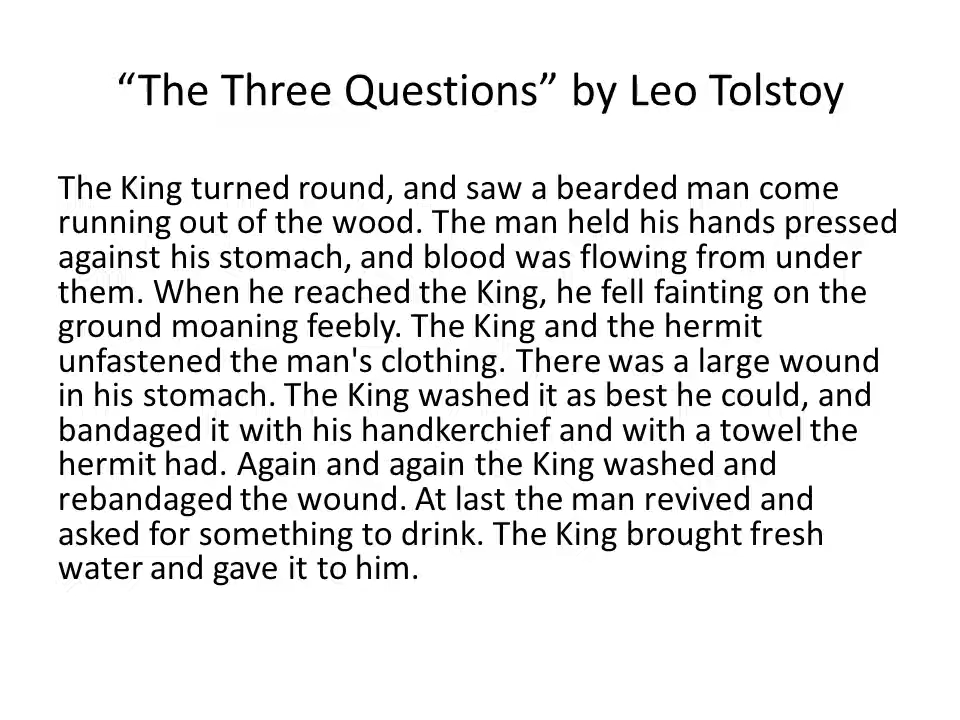 “The Three Questions” by Leo Tolstoy
The King turned round, and saw a bearded man come
running out of the wood. The man held his hands pressed
against his stomach, and blood was flowing from under
them. When he reached the King, he fell fainting on the
ground moaning feebly. The King and the hermit
unfastened the man's clothing. There was a large wound
in his stomach. The King washed it as best he could, and
bandaged it with his handkerchief and with a towel the
hermit had. Again and again the King washed and
rebandaged the wound. At last the man revived and
asked for something to drink. The King brought fresh
water and gave it to him.